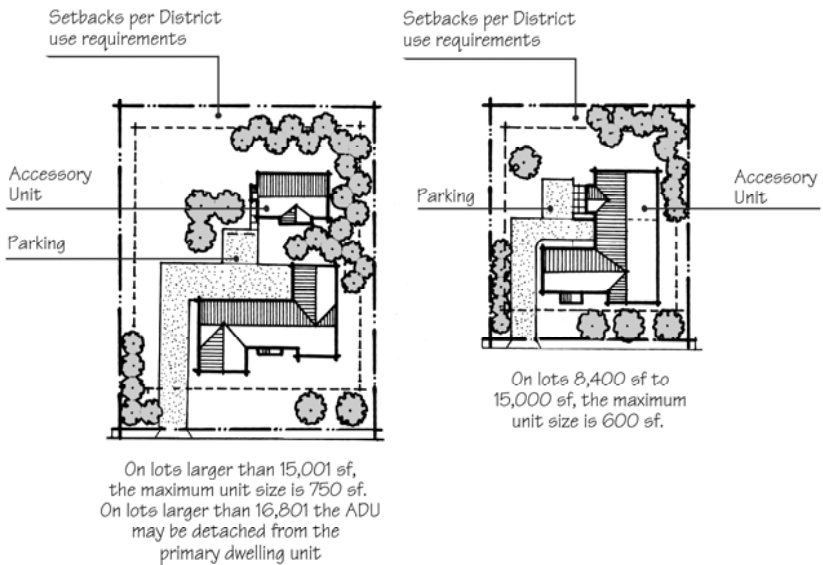 Setbacks per District
use requirements
Accessory
Unit
Parking
On lots larger than 15,001 sf,
the maximum unit size is 750 sf.
On lots larger than 16,801 the ADU
may be detached from the
primary dwelling unit
Setbacks per District
use requirements
Parking
Accessory
Unit
On lots 8,400 sf to
15,000 sf, the maximum
unit size is 600 sf.